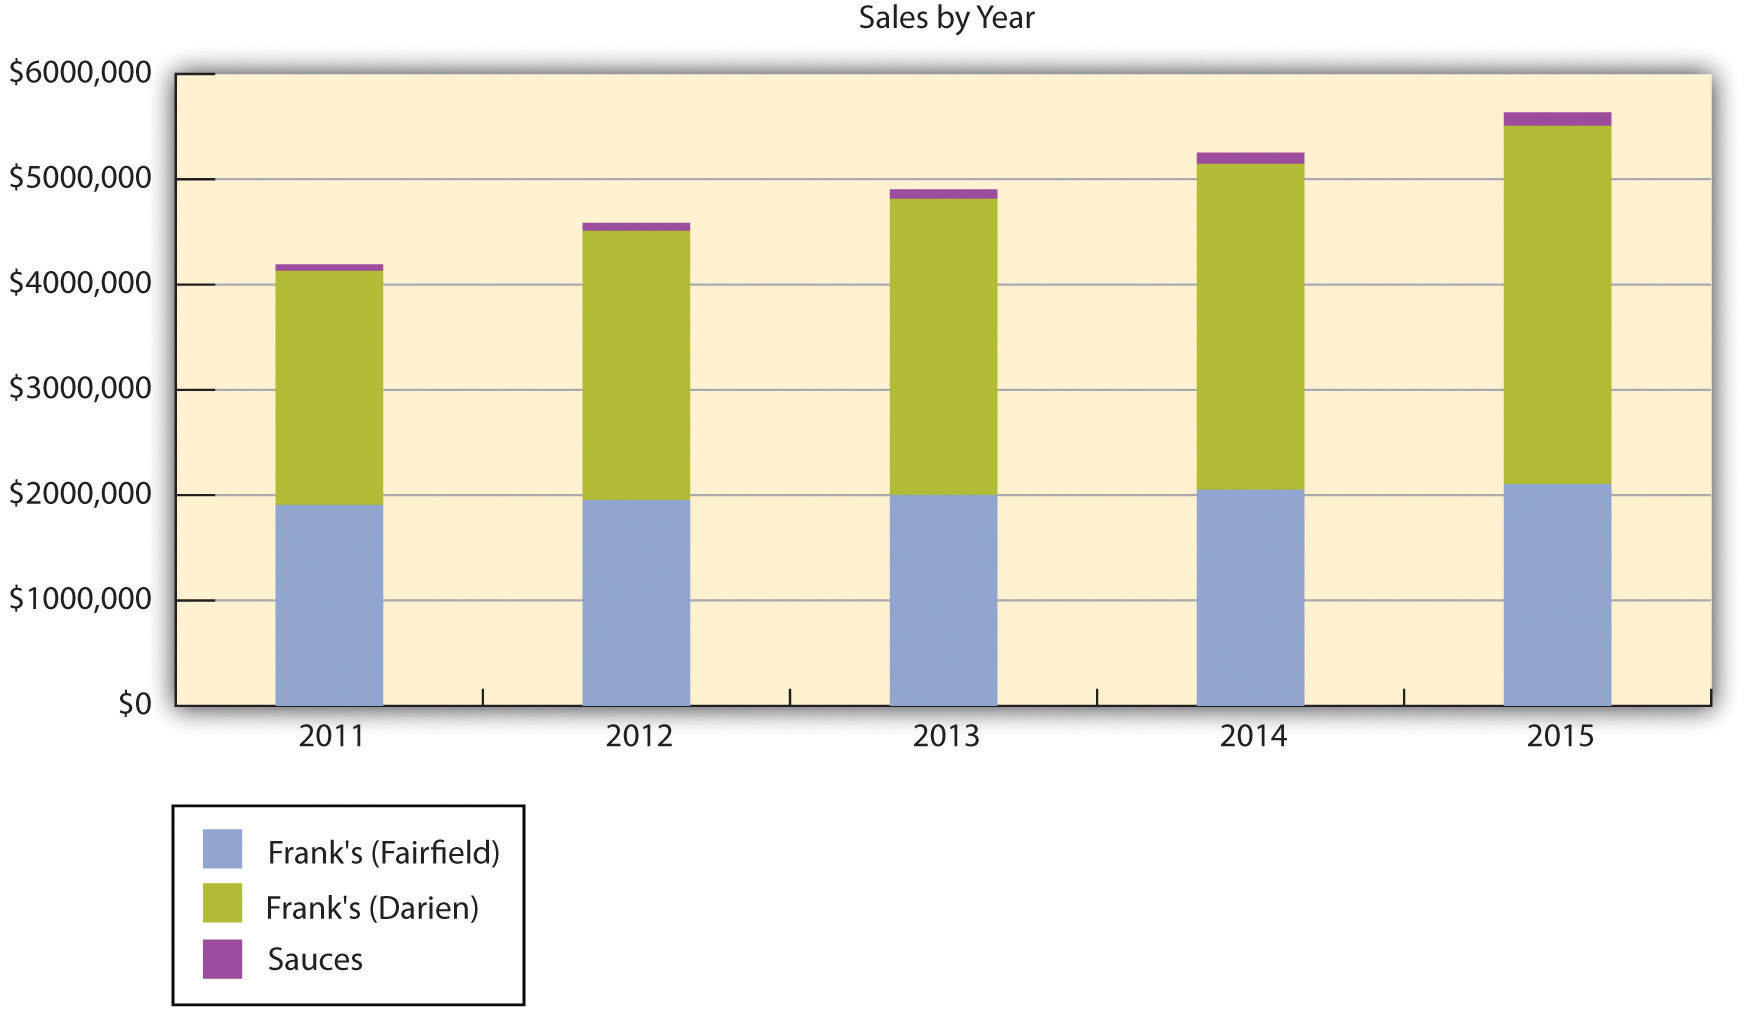 Sales by Year
$6000,000
$5000,000
$4000,000
$3000,000
$2000,000
$1000,000
$0
2011 2012 2013 2014 2015
Frank's (Fairfield)
Frank's (Darien)
Sauces